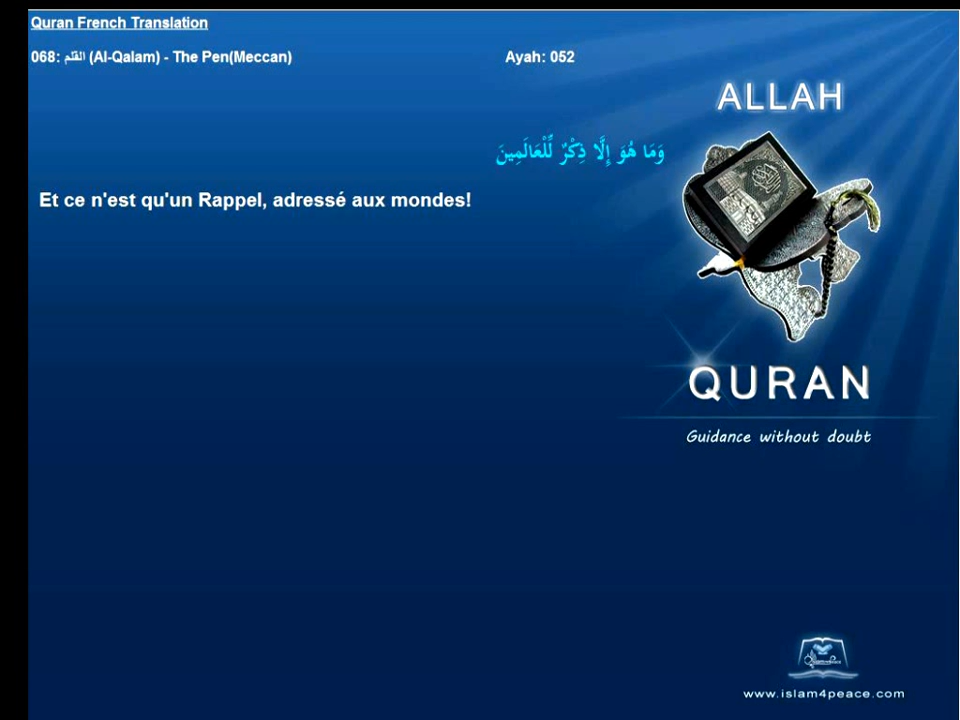 Quran French Translation
068: القلم (Al-Qalam) - The Pen(Meccan) Ayah: 052
ALLAH
وَمَا هُوَ إِلَّا ذِكْرٌ لِّلْعَالَمِينَ
Et ce n'est qu'un Rappel, adressé aux mondes!
QURAN
Guidance without doubt
www.islam4peace.com